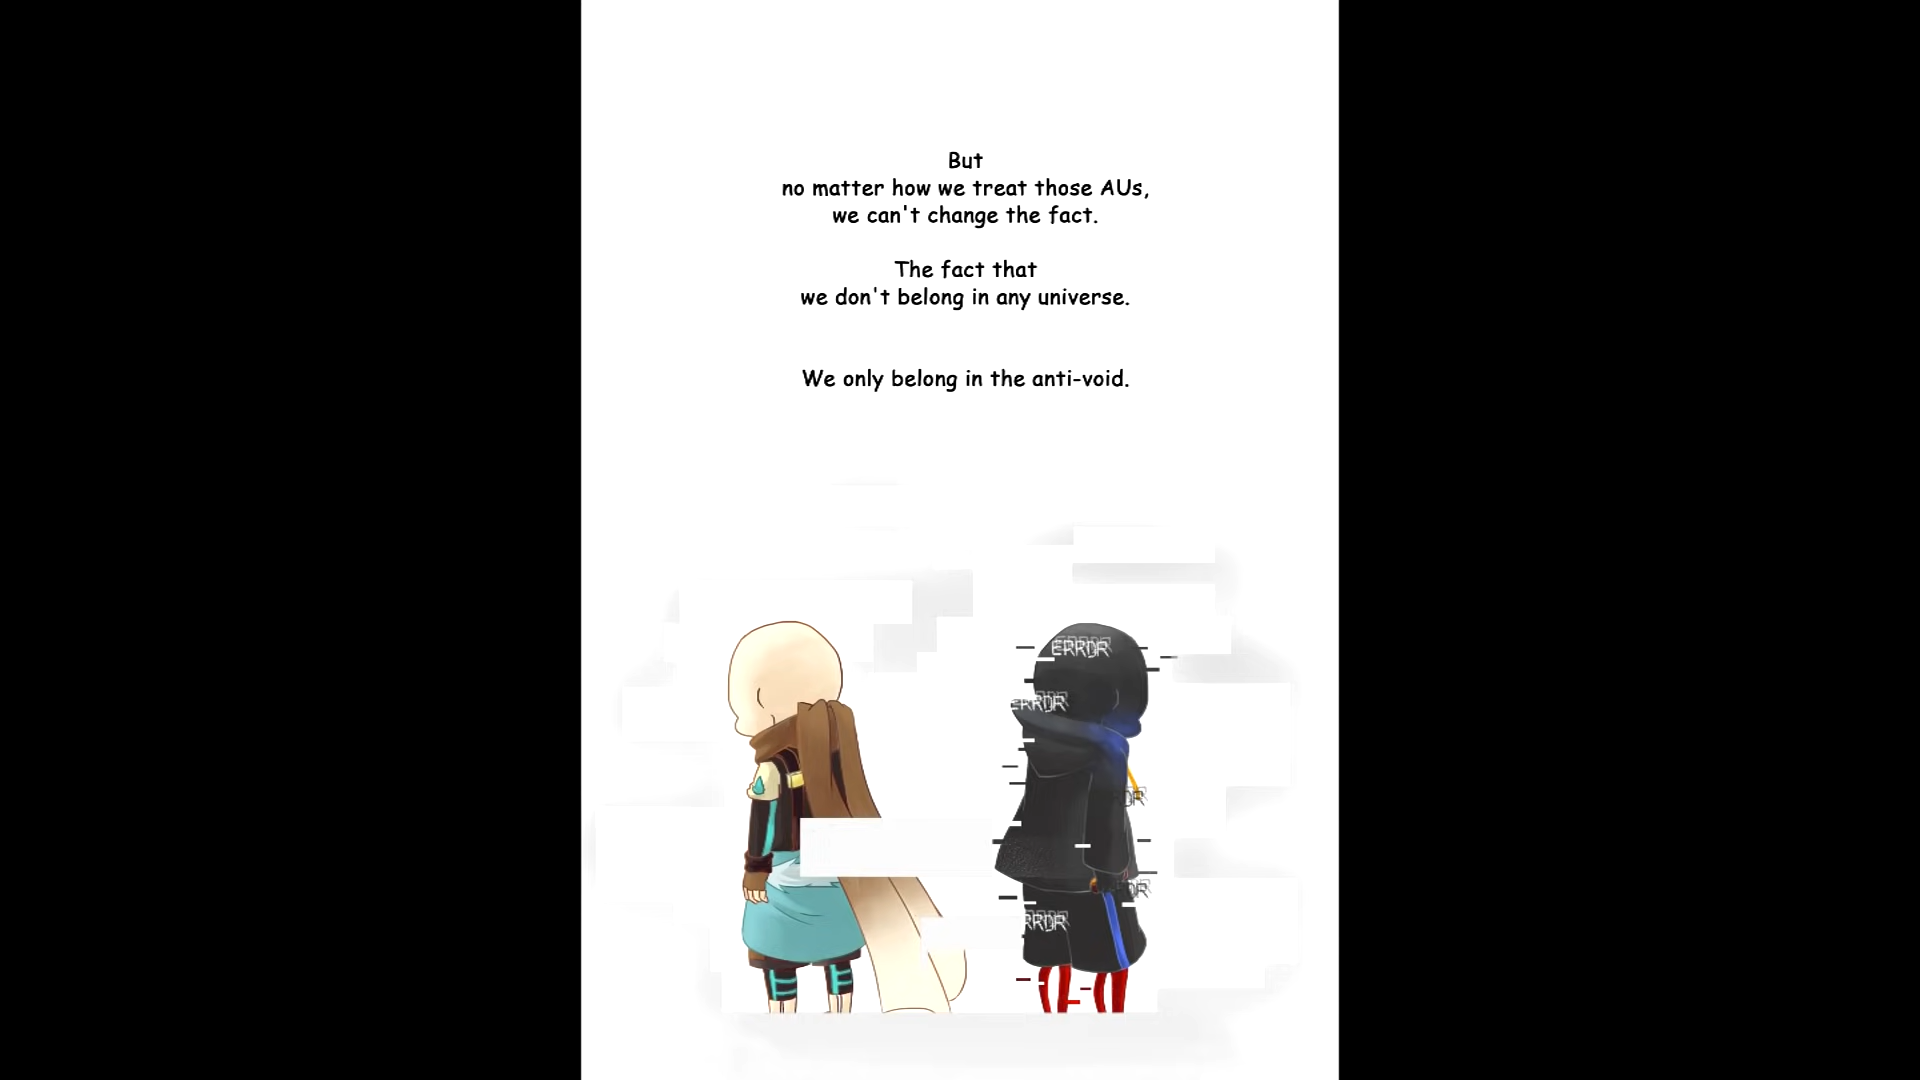 But
no matter how we treat those AUs,
we can't change the fact.
The fact that
we don't belong in any universe.
We only belong in the anti-void.
ERROR
ERROR